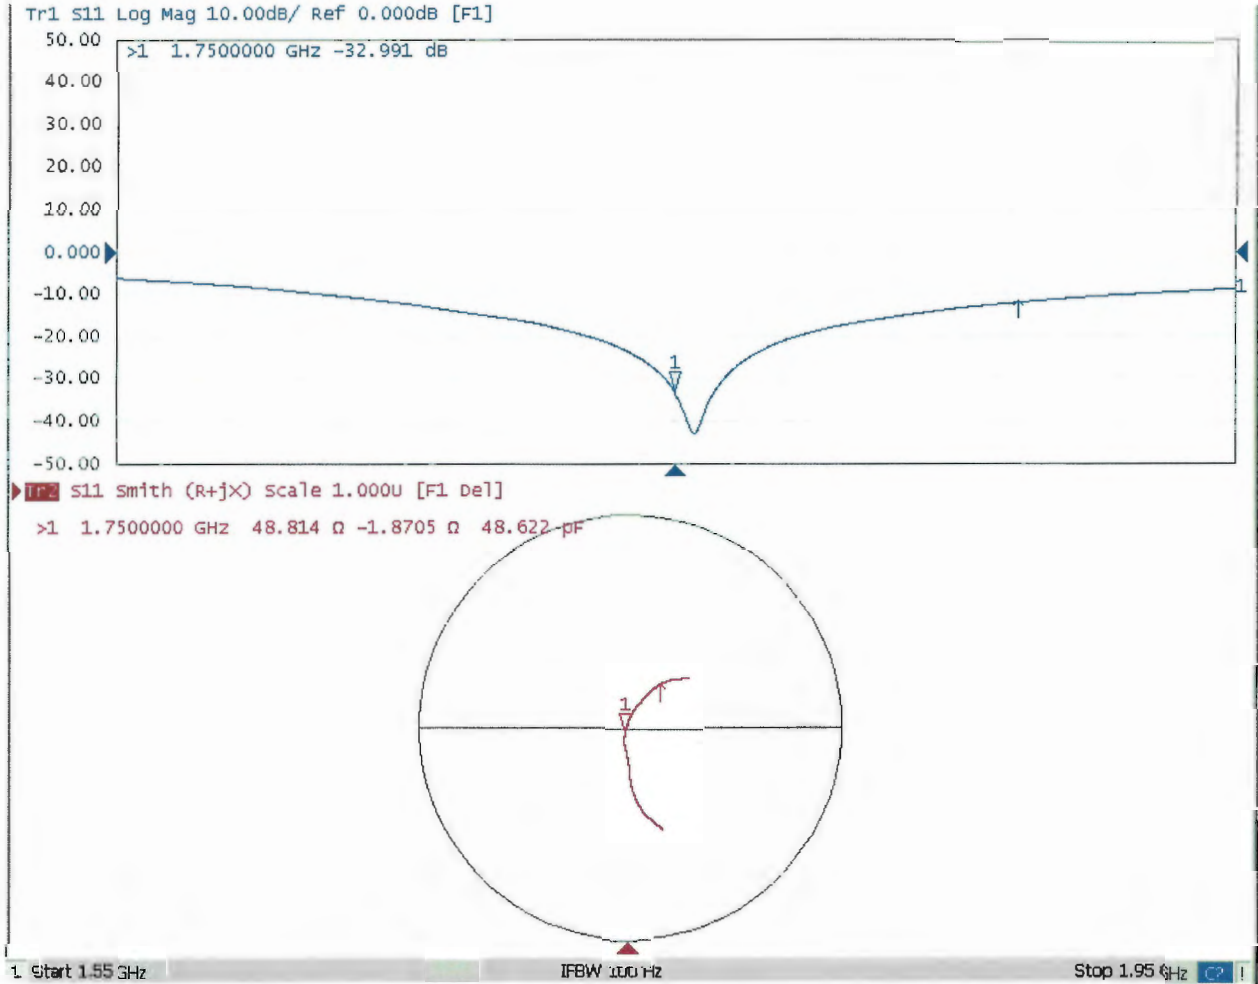 Tr1 S11 Log Mag 10.00dB/ Ref 0.000dB [F1]
50.00
>1 1.7500000 GHz -32.991 dB
40.00
30.00
20.00
10.00
0.000
-10.00
1
-20.00
1
-30.00
-40.00
-50.00
Tr2 S11 Smith (R+jX) Scale 1.000U [F1 Del]
>1 1.7500000 GHz 48.814 Ω -1.8705 Ω 48.622 pF
1
1 Start 1.55 GHz IFBW 100 Hz Stop 1.95 GHz C? !